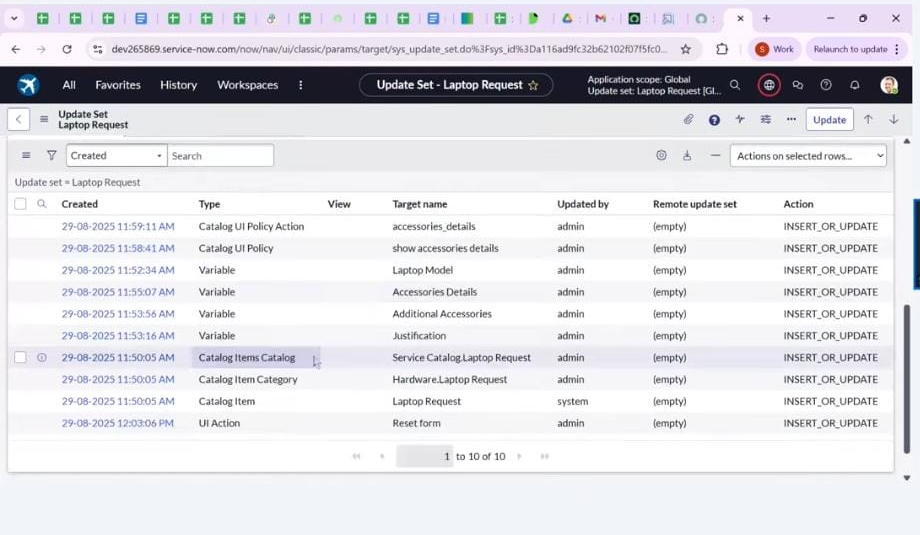 S Work
Relaunch to update
dev265869.service-now.com/now/nav/ui/classic/params/target/sys_update_set.do%3Fsys_id%3Da116ad9fc32b62102f07f5fc0...
All Favorites History Workspaces
Update Set - Laptop Request
Application scope: Global
Update set: Laptop Request [Gl...
Update Set
Laptop Request
Update
Created
Search
Actions on selected rows...
Update set = Laptop Request
Created Type View Target name Updated by Remote update set Action
29-08-2025 11:59:11 AM Catalog UI Policy Action accessories_details admin (empty) INSERT_OR_UPDATE
29-08-2025 11:58:41 AM Catalog UI Policy show accessories details admin (empty) INSERT_OR_UPDATE
29-08-2025 11:52:34 AM Variable Laptop Model admin (empty) INSERT_OR_UPDATE
29-08-2025 11:55:07 AM Variable Accessories Details admin (empty) INSERT_OR_UPDATE
29-08-2025 11:53:56 AM Variable Additional Accessories admin (empty) INSERT_OR_UPDATE
29-08-2025 11:53:16 AM Variable Justification admin (empty) INSERT_OR_UPDATE
29-08-2025 11:50:05 AM Catalog Items Catalog Service Catalog.Laptop Request admin (empty) INSERT_OR_UPDATE
29-08-2025 11:50:05 AM Catalog Item Category Hardware.Laptop Request admin (empty) INSERT_OR_UPDATE
29-08-2025 11:50:05 AM Catalog Item Laptop Request system (empty) INSERT_OR_UPDATE
29-08-2025 12:03:06 PM UI Action Reset form admin (empty) INSERT_OR_UPDATE
1 to 10 of 10